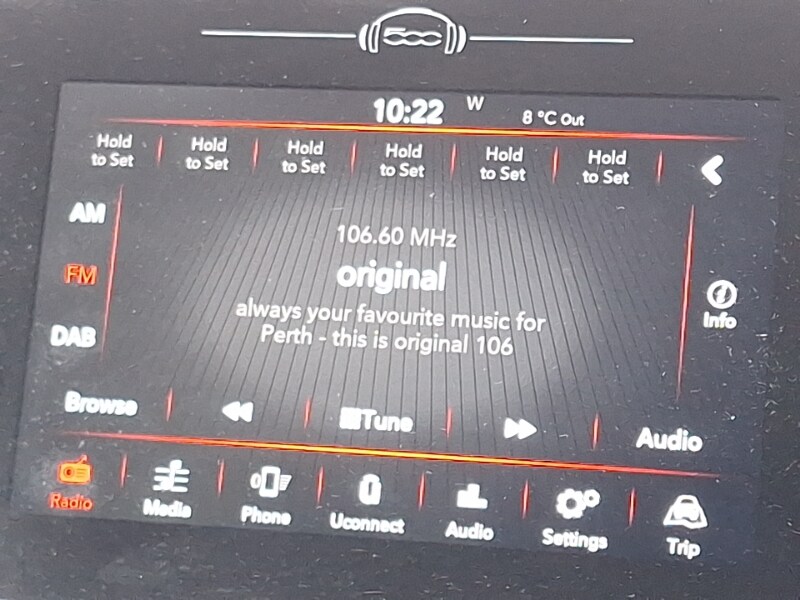 500
10:22 W 8 °C Out
Hold to Set
Hold to Set
Hold to Set
Hold to Set
Hold to Set
Hold to Set
AM
FM
DAB
106.60 MHz
original
always your favourite music for
Perth - this is original 106
Info
Browse
Tune
Audio
Radio
Media
Phone
Uconnect
Audio
Settings
Trip